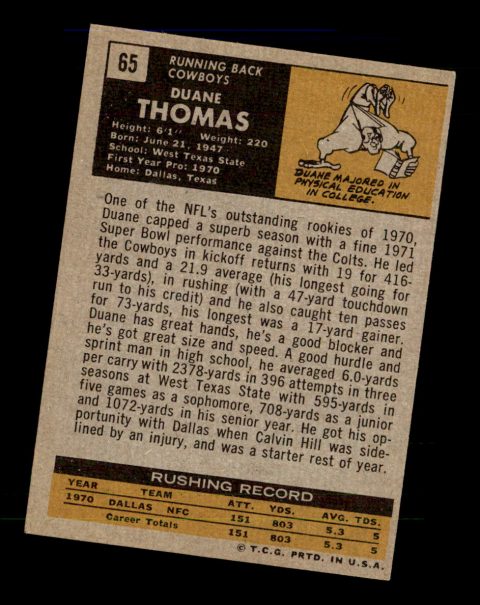 65
RUNNING BACK
COWBOYS
DUANE
THOMAS
Height: 6'1" Weight: 220
Born: June 21, 1947
School: West Texas State
First Year Pro: 1970
Home: Dallas, Texas
DUANE MAJORED IN
PHYSICAL EDUCATION
IN COLLEGE.
One of the NFL's outstanding rookies of 1970,
Duane capped a superb season with a fine 1971
Super Bowl performance against the Colts. He led
the Cowboys in kickoff returns with 19 for 416-
yards and a 21.9 average (his longest going for
33-yards), in rushing (with a 47-yard touchdown
run to his credit) and he also caught ten passes
for 73-yards, his longest was a 17-yard gainer.
Duane has great hands, he's a good blocker and
he's got great size and speed. A good hurdle and
sprint man in high school, he averaged 6.0-yards
per carry with 2378-yards in 396 attempts in three
seasons at West Texas State with 595-yards in
five games as a sophomore, 708-yards as a junior
and 1072-yards in his senior year. He got his op-
portunity with Dallas when Calvin Hill was side-
lined by an injury, and was a starter rest of year.
RUSHING RECORD
YEAR TEAM ATT. YDS. AVG. TDS.
1970 DALLAS NFC 151 803 5.3 5
Career Totals 151 803 5.3 5
© T.C.G. PRTD. IN U.S.A.